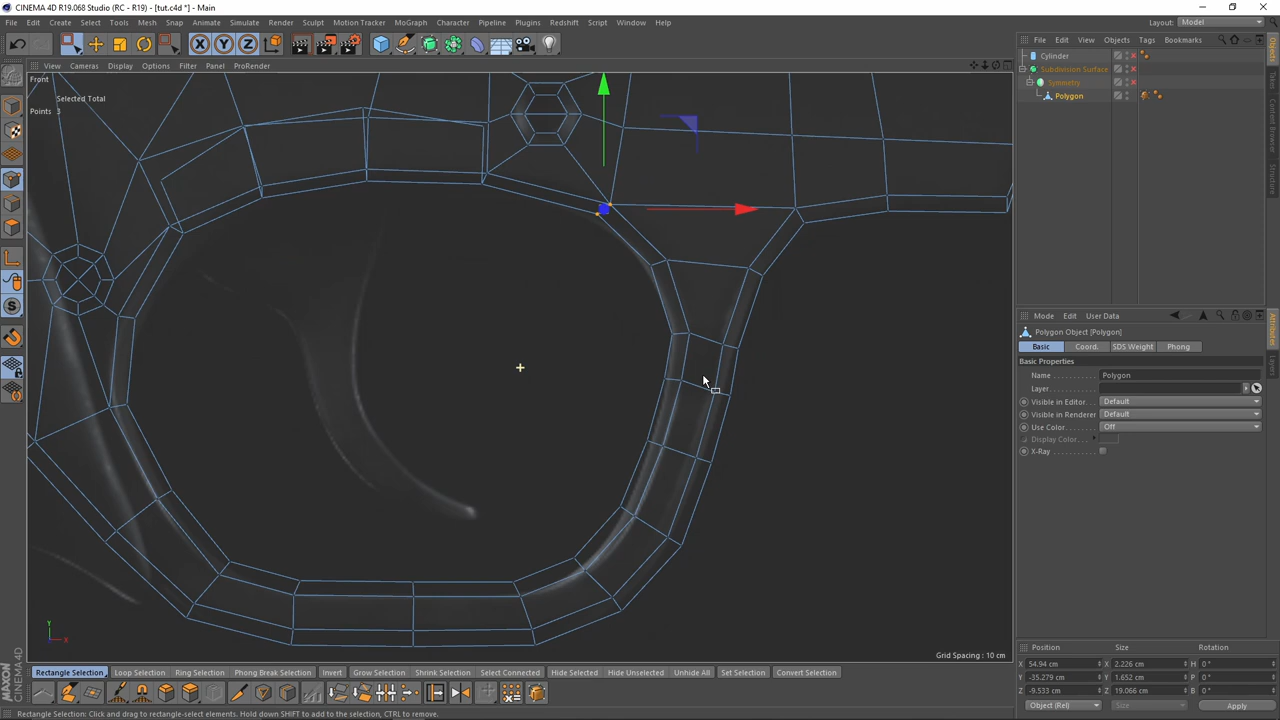 CINEMA 4D R19.068 Studio (RC - R19) - [tut.c4d *] - Main
File Edit Create Select Tools Mesh Snap Animate Simulate Render Sculpt Motion Tracker MoGraph Character Pipeline Plugins Redshift Script Window Help
Layout: Model
X Y Z
File Edit View Objects Tags Bookmarks
View Cameras Display Options Filter Panel ProRender
Front
Selected Total
Points 3
Cylinder
Subdivision Surface
Symmetry
Polygon
Objects
Takes
Content Browser
Structure
Mode Edit User Data
Polygon Object [Polygon]
Basic Coord. SDS Weight Phong
Basic Properties
Name Polygon
Layer
Visible in Editor Default
Visible in Renderer Default
Use Color Off
Display Color
X-Ray
Attributes
Layers
Y
X
Grid Spacing : 10 cm
Rectangle Selection Loop Selection Ring Selection Phong Break Selection Invert Grow Selection Shrink Selection Select Connected Hide Selected Hide Unselected Unhide All Set Selection Convert Selection
Position Size Rotation
X 54.94 cm X 2.226 cm H 0 °
Y -35.279 cm Y 1.652 cm P 0 °
Z -9.533 cm Z 19.066 cm B 0 °
Object (Rel) Size Apply
MAXON CINEMA 4D
Rectangle Selection: Click and drag to rectangle-select elements. Hold down SHIFT to add to the selection, CTRL to remove.